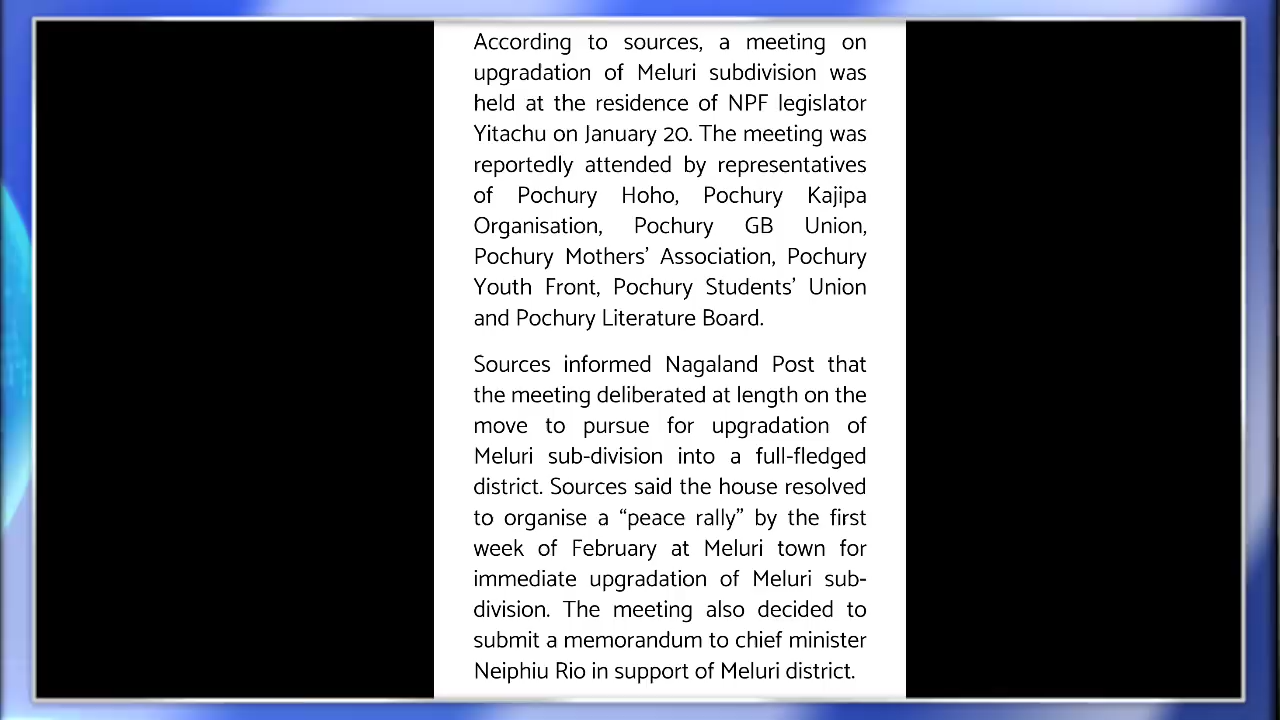 According to sources, a meeting on
upgradation of Meluri subdivision was
held at the residence of NPF legislator
Yitachu on January 20. The meeting was
reportedly attended by representatives
of Pochury Hoho, Pochury Kajipa
Organisation, Pochury GB Union,
Pochury Mothers’ Association, Pochury
Youth Front, Pochury Students’ Union
and Pochury Literature Board.
Sources informed Nagaland Post that
the meeting deliberated at length on the
move to pursue for upgradation of
Meluri sub-division into a full-fledged
district. Sources said the house resolved
to organise a “peace rally” by the first
week of February at Meluri town for
immediate upgradation of Meluri sub-
division. The meeting also decided to
submit a memorandum to chief minister
Neiphiu Rio in support of Meluri district.